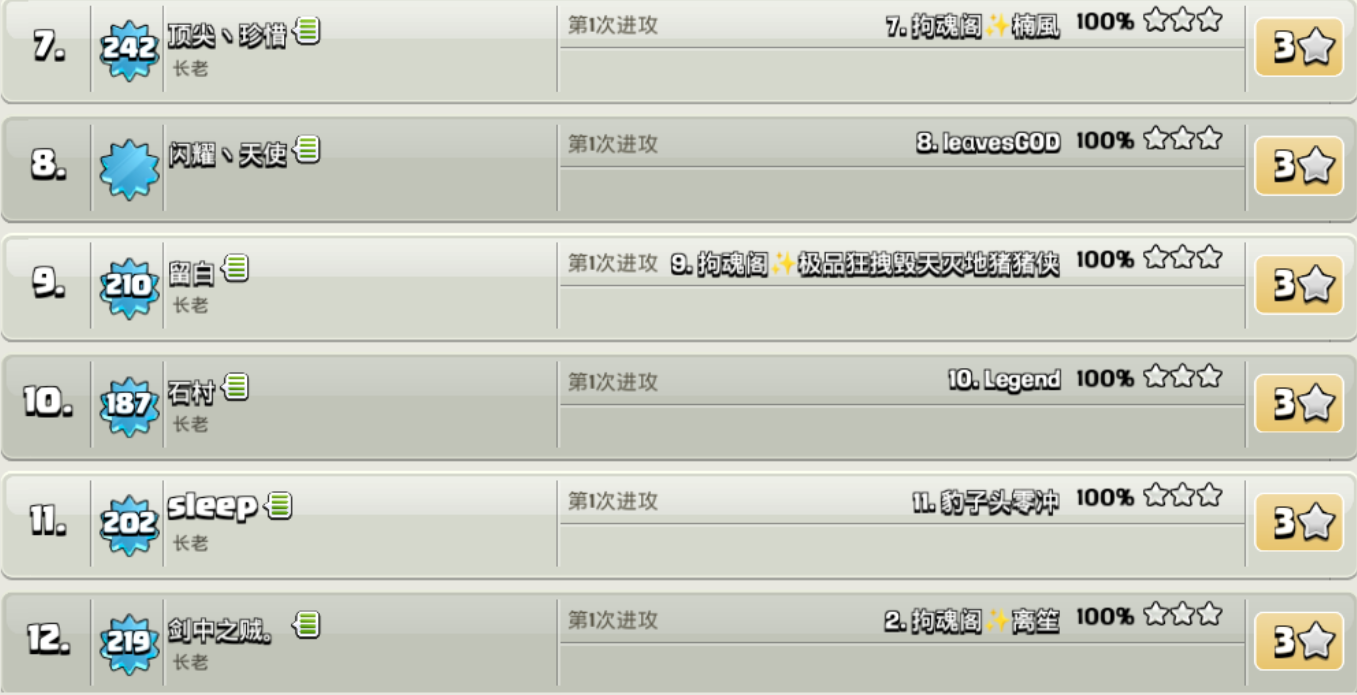 7. 242 顶尖丶珍惜 第1次进攻 7. 拘魂阁✨楠風 100% 3
长老
8. 闪耀丶天使 第1次进攻 8. leavesGOD 100% 3
9. 210 留白 第1次进攻 9. 拘魂阁✨极品狂拽毁天灭地猪猪侠 100% 3
长老
10. 187 石村 第1次进攻 10. Legend 100% 3
长老
11. 202 sleep 第1次进攻 11. 豹子头零冲 100% 3
长老
12. 219 剑中之贼。 第1次进攻 2. 拘魂阁✨离笙 100% 3
长老